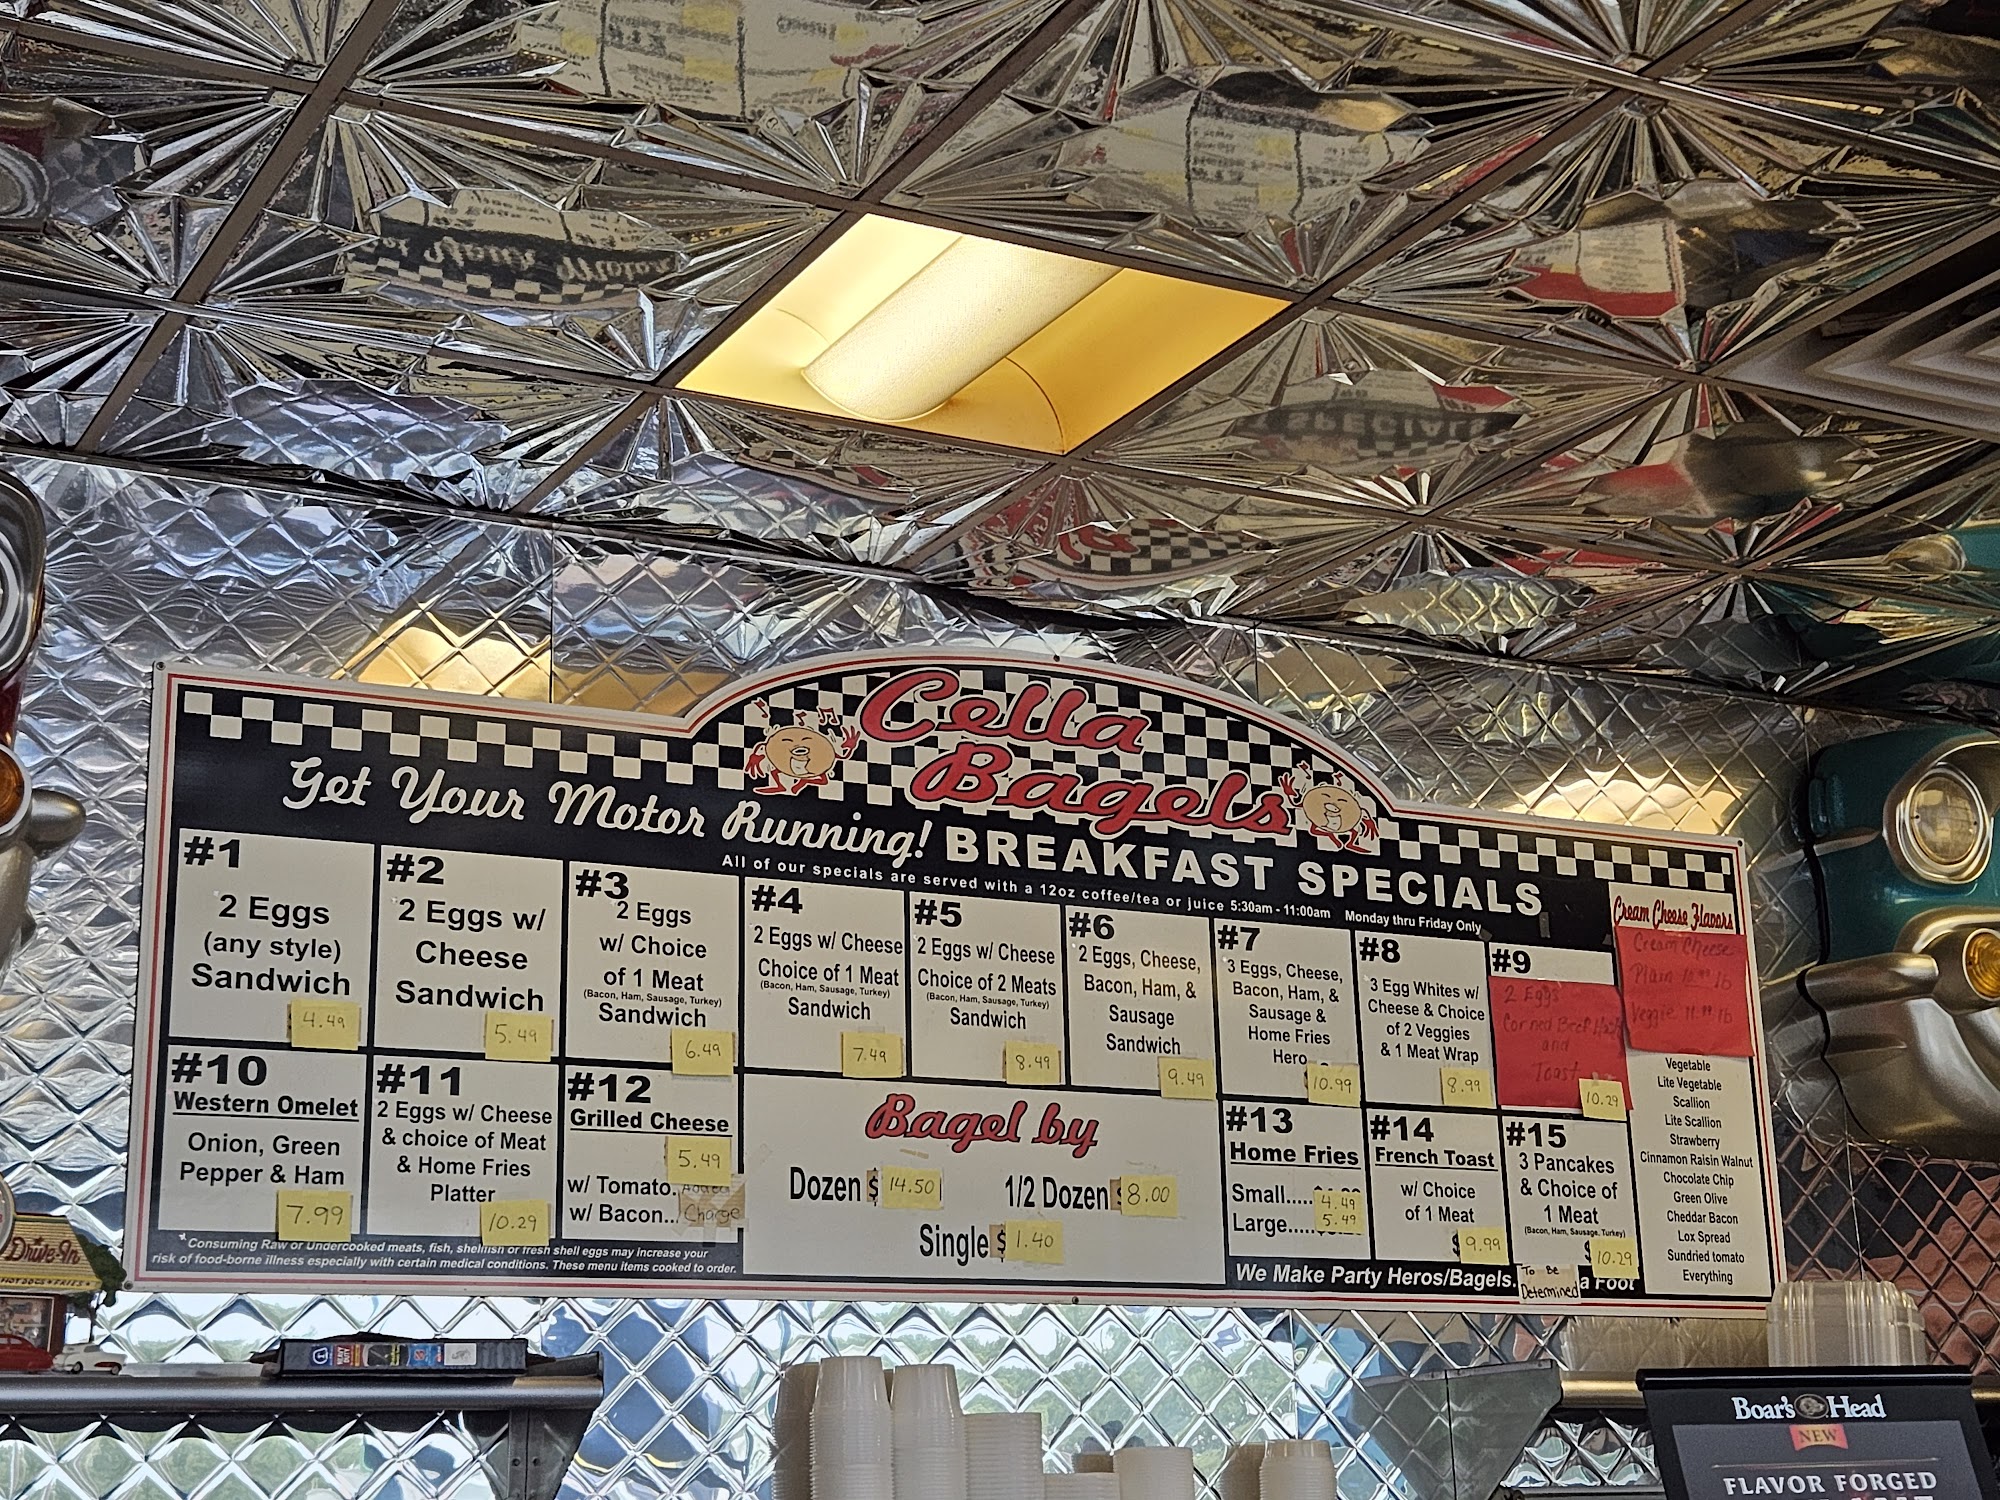 Cella
Bagels
Get Your Motor Running! BREAKFAST SPECIALS
All of our specials are served with a 12oz coffee/tea or juice 5:30am - 11:00am Monday thru Friday Only
#1
2 Eggs
(any style)
Sandwich
4.49
#2
2 Eggs w/
Cheese
Sandwich
5.49
#3
2 Eggs
w/ Choice
of 1 Meat
(Bacon, Ham, Sausage, Turkey)
Sandwich
6.49
#4
2 Eggs w/ Cheese
Choice of 1 Meat
(Bacon, Ham, Sausage, Turkey)
Sandwich
7.49
#5
2 Eggs w/ Cheese
Choice of 2 Meats
(Bacon, Ham, Sausage, Turkey)
Sandwich
8.49
#6
2 Eggs, Cheese,
Bacon, Ham, &
Sausage
Sandwich
9.49
#7
3 Eggs, Cheese,
Bacon, Ham, &
Sausage &
Home Fries
Hero
10.99
#8
3 Egg Whites w/
Cheese & Choice
of 2 Veggies
& 1 Meat Wrap
8.99
#9
2 Eggs
Corned Beef Hash
and
Toast
10.29
Cream Cheese Flavors
Cream Cheese
Plain 10.99 lb
Veggie 11.99 lb
Vegetable
Lite Vegetable
Scallion
Lite Scallion
Strawberry
Cinnamon Raisin Walnut
Chocolate Chip
Green Olive
Cheddar Bacon
Lox Spread
Sundried tomato
Everything
#10
Western Omelet
Onion, Green
Pepper & Ham
7.99
#11
2 Eggs w/ Cheese
& choice of Meat
& Home Fries
Platter
10.29
#12
Grilled Cheese
5.49
w/ Tomato.. Added
w/ Bacon... Charge
Bagel by
Dozen $ 14.50 1/2 Dozen $ 8.00
Single $ 1.40
#13
Home Fries
Small..... 4.49
Large..... 5.49
#14
French Toast
w/ Choice
of 1 Meat
$ 9.99
#15
3 Pancakes
& Choice of
1 Meat
(Bacon, Ham, Sausage, Turkey)
$ 10.29
*Consuming Raw or Undercooked meats, fish, shellfish or fresh shell eggs may increase your
risk of food-borne illness especially with certain medical conditions. These menu items cooked to order.
We Make Party Heros/Bagels. To Be Determined a Foot
Drive-In
HOT DOGS • FRIES
Boar's Head
NEW
FLAVOR FORGED